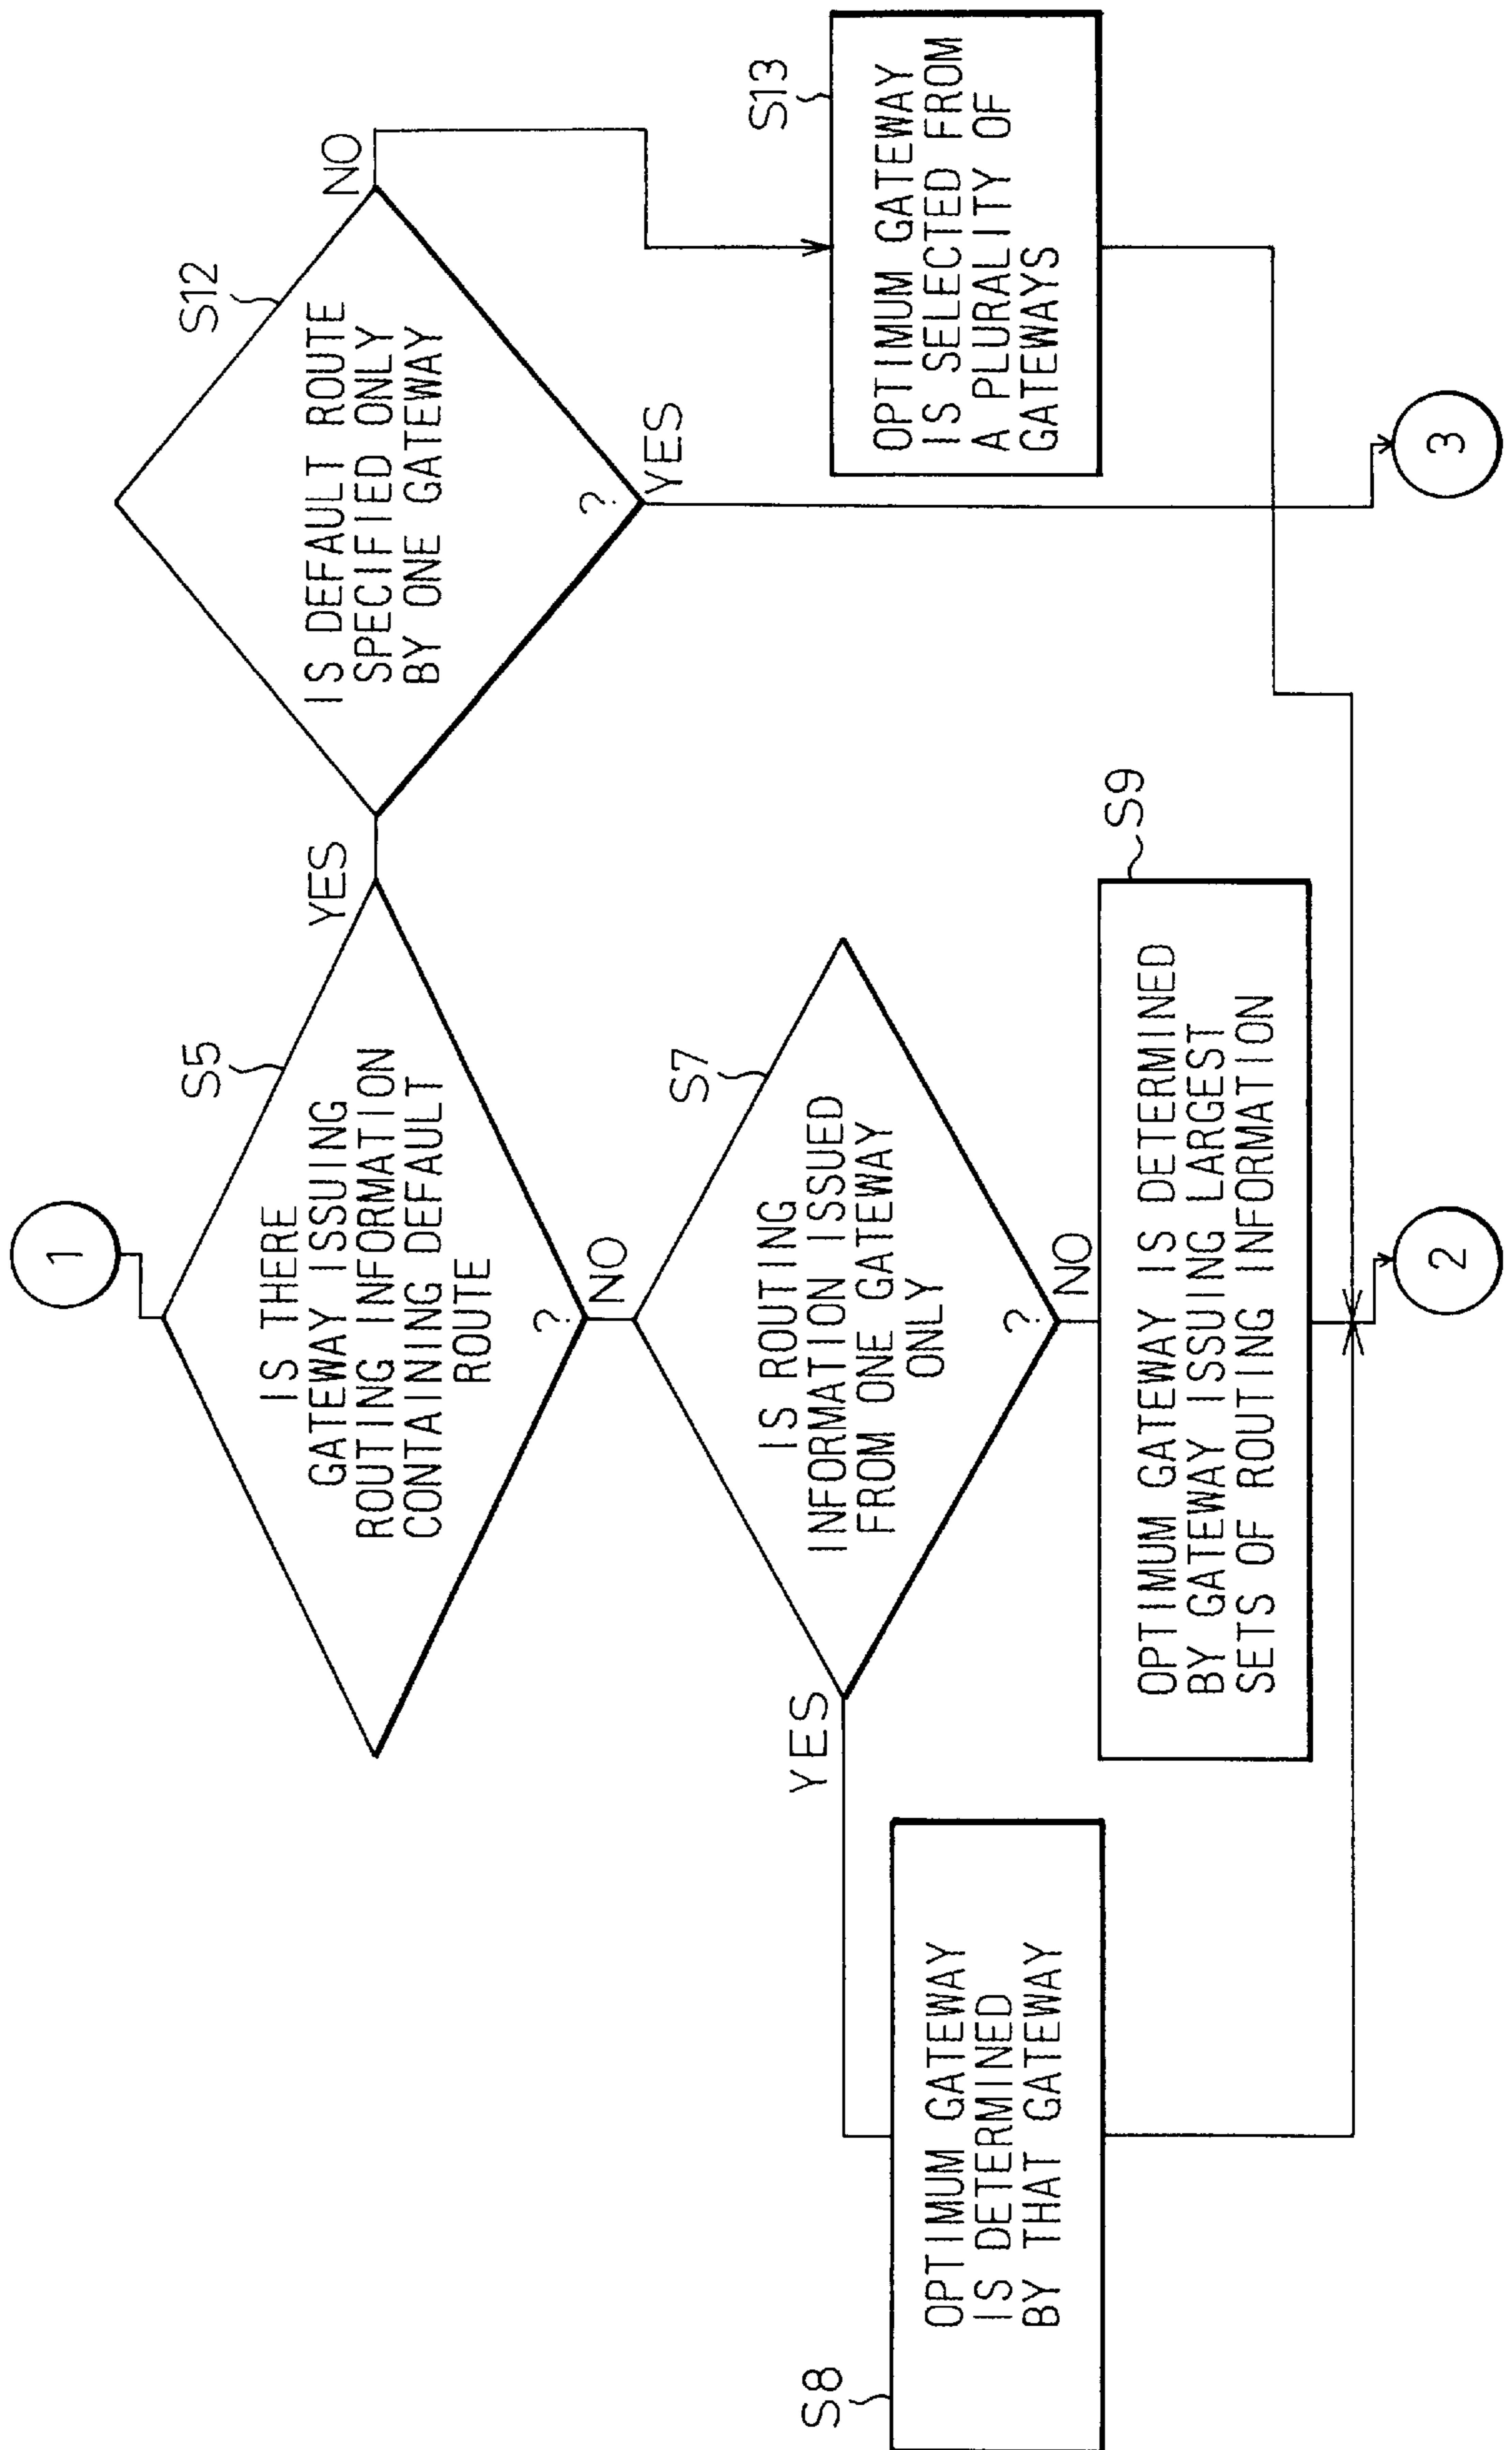 1
S5
IS THERE
GATEWAY ISSUING
ROUTING INFORMATION
CONTAINING DEFAULT
ROUTE
?
YES
NO
S12
IS DEFAULT ROUTE
SPECIFIED ONLY
BY ONE GATEWAY
?
NO
YES
S7
IS ROUTING
INFORMATION ISSUED
FROM ONE GATEWAY
ONLY
?
YES
NO
S8
OPTIMUM GATEWAY
IS DETERMINED
BY THAT GATEWAY
S9
OPTIMUM GATEWAY IS DETERMINED
BY GATEWAY ISSUING LARGEST
SETS OF ROUTING INFORMATION
S13
OPTIMUM GATEWAY
IS SELECTED FROM
A PLURALITY OF
GATEWAYS
2
3